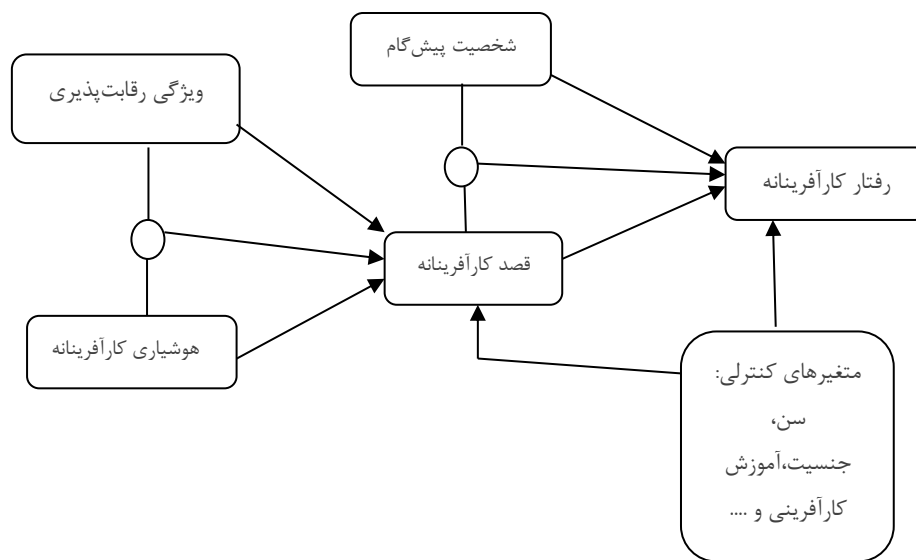 شخصیت پیش‌گام
ویژگی رقابت‌پذیری
رفتار کارآفرینانه
قصد کارآفرینانه
هوشیاری کارآفرینانه
متغیرهای کنترلی:
سن،
جنسیت،آموزش
کارآفرینی و ....